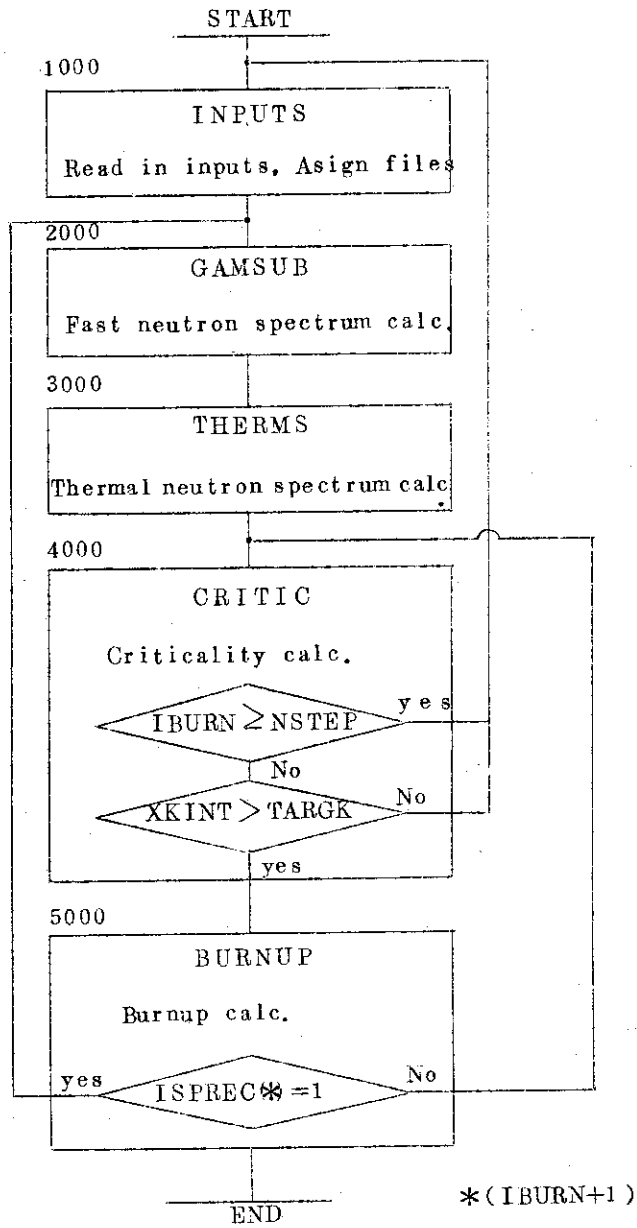 START
1000
INPUTS
Read in inputs. Asign files
2000
GAMSUB
Fast neutron spectrum calc.
3000
THERMS
Thermal neutron spectrum calc.
4000
CRITIC
Criticality calc.
IBURN ≥ NSTEP
yes
No
XKINT > TARGK
No
yes
5000
BURNUP
Burnup calc.
yes
ISPREC(*) = 1
No
END
*(IBURN+1)